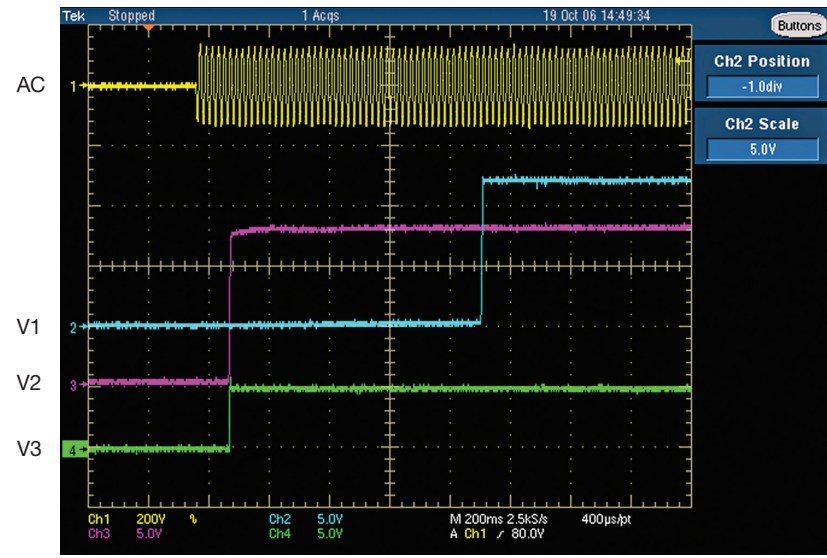 Tek Stopped 1 Acqs 19 Oct 06 14:49:34
Buttons
Ch2 Position
-1.0div
Ch2 Scale
5.0V
AC
1
V1
2
V2
3
V3
4
Ch1 200V Ch2 5.0V M 200ms 2.5kS/s 400µs/pt
Ch3 5.0V Ch4 5.0V A Ch1 80.0V